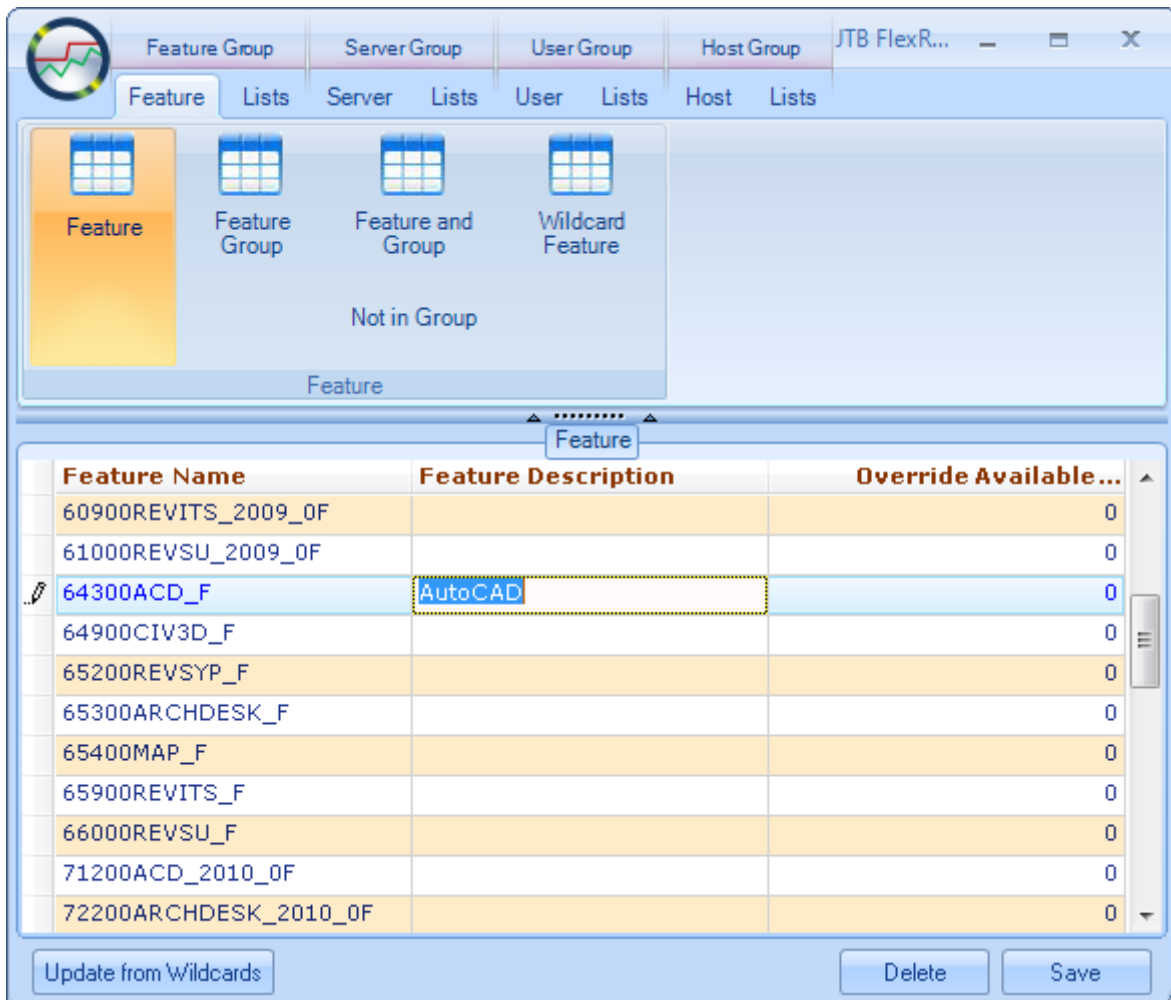 Feature Group Server Group User Group Host Group JTB FlexR...
Feature Lists Server Lists User Lists Host Lists
Feature Feature Group Feature and Group Wildcard Feature
Not in Group
Feature
Feature
Feature Name Feature Description Override Available...
60900REVITS_2009_0F 0
61000REVSU_2009_0F 0
64300ACD_F AutoCAD 0
64900CIV3D_F 0
65200REVSYP_F 0
65300ARCHDESK_F 0
65400MAP_F 0
65900REVITS_F 0
66000REVSU_F 0
71200ACD_2010_0F 0
72200ARCHDESK_2010_0F 0
Update from Wildcards Delete Save